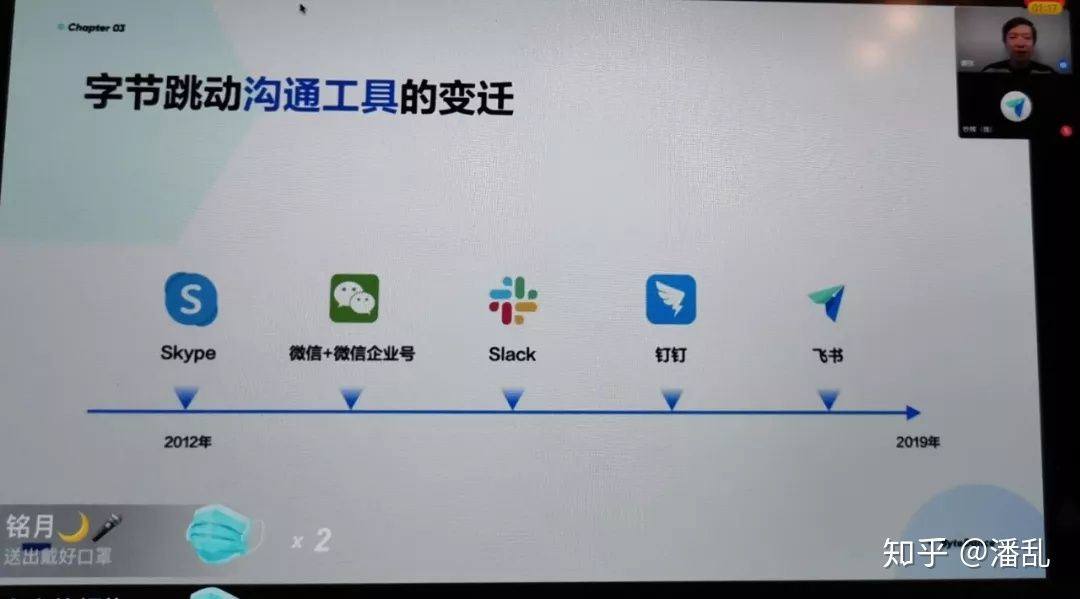 Chapter 03
01:17
字节跳动沟通工具的变迁
S
Skype
微信+微信企业号
Slack
钉钉
飞书
2012年
2019年
铭月🌙🎤
送出戴好口罩
x 2
知乎 @潘乱